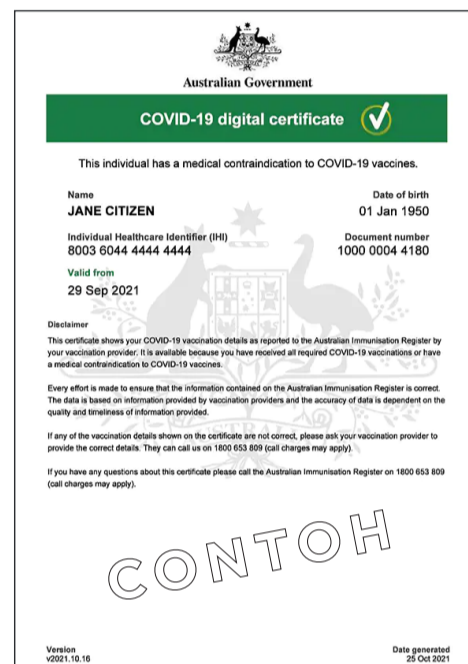 Australian Government
COVID-19 digital certificate
This individual has a medical contraindication to COVID-19 vaccines.
Name
JANE CITIZEN
Date of birth
01 Jan 1950
Individual Healthcare Identifier (IHI)
8003 6044 4444 4444
Document number
1000 0004 4180
Valid from
29 Sep 2021
Disclaimer
This certificate shows your COVID-19 vaccination details as reported to the Australian Immunisation Register by
your vaccination provider. It is available because you have received all required COVID-19 vaccinations or have
a medical contraindication to COVID-19 vaccines.
Every effort is made to ensure that the information contained on the Australian Immunisation Register is correct.
The data is based on information provided by vaccination providers and the accuracy of data is dependent on the
quality and timeliness of information provided.
If any of the vaccination details shown on the certificate are not correct, please ask your vaccination provider to
provide the correct details. They can call us on 1800 653 809 (call charges may apply).
If you have any questions about this certificate please call the Australian Immunisation Register on 1800 653 809
(call charges may apply).
CONTOH
Version
v2021.10.16
Date generated
25 Oct 2021